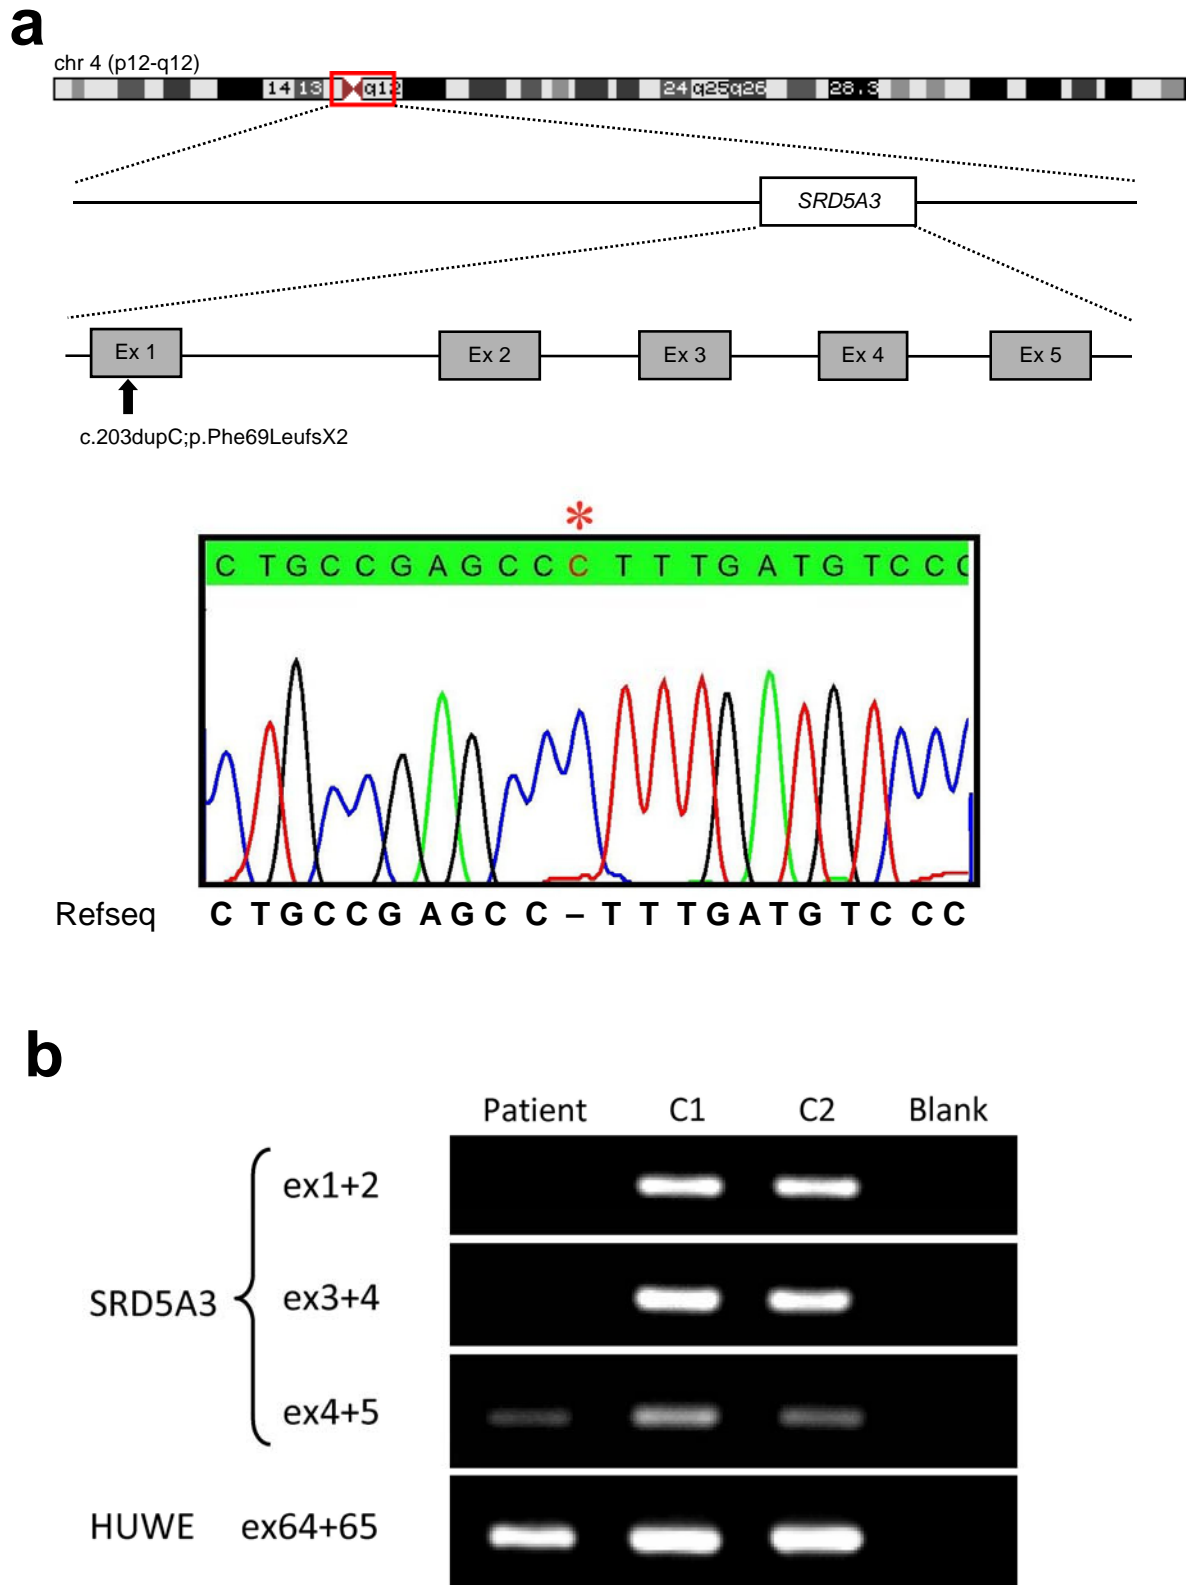 a
chr 4 (p12-q12)
14 13 q12 24 q25 q26 28.3
SRD5A3
Ex 1 Ex 2 Ex 3 Ex 4 Ex 5
c.203dupC;p.Phe69LeufsX2
*
C T G C C G A G C C C T T T G A T G T C C C
Refseq C T G C C G A G C C – T T T G A T G T C C C
b
Patient C1 C2 Blank
ex1+2
SRD5A3 ex3+4
ex4+5
HUWE ex64+65